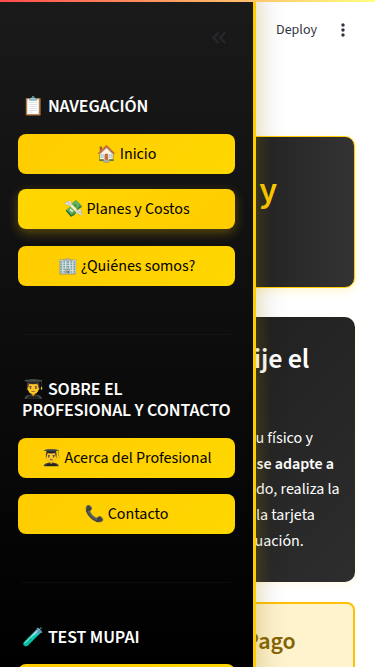 Deploy
📋 NAVEGACIÓN
🏠 Inicio
💸 Planes y Costos
🏢 ¿Quiénes somos?
👨‍🎓 SOBRE EL
PROFESIONAL Y CONTACTO
👨‍🎓 Acerca del Profesional
📞 Contacto
🧪 TEST MUPAI
y
ije el
u físico y
se adapte a
do, realiza la
la tarjeta
uación.
Pago